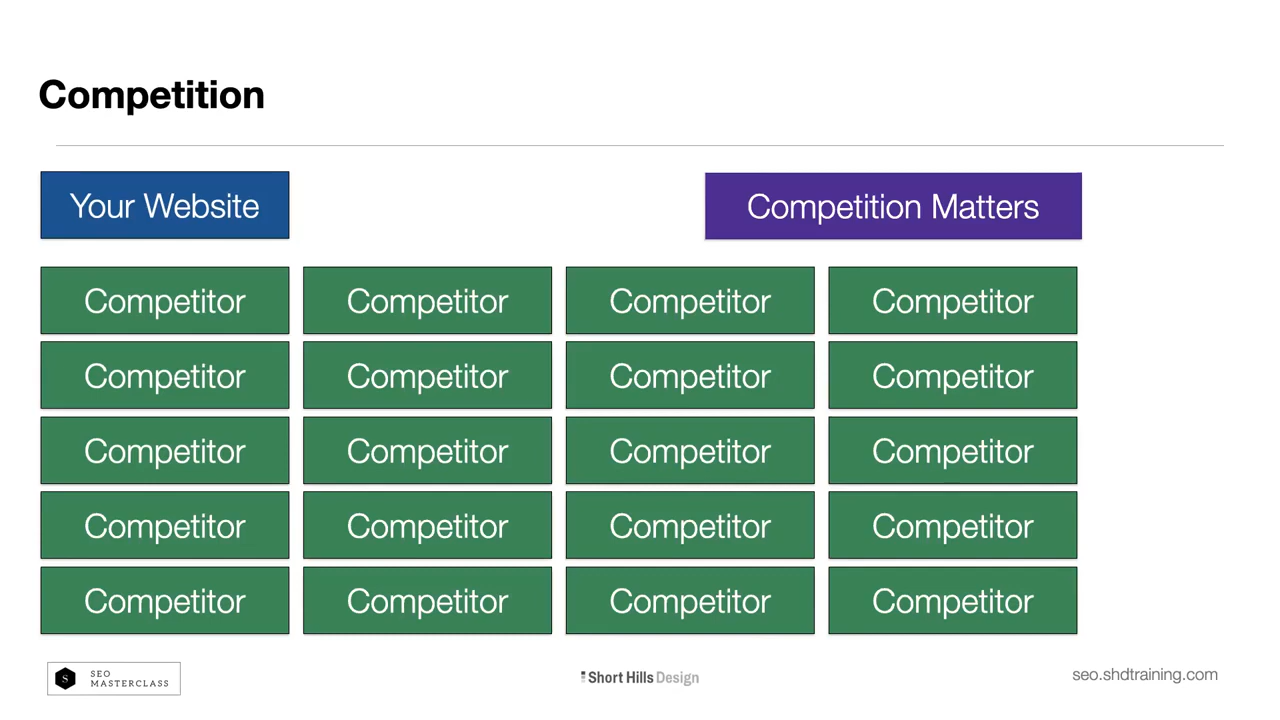 Competition
Your Website
Competition Matters
Competitor Competitor Competitor Competitor
Competitor Competitor Competitor Competitor
Competitor Competitor Competitor Competitor
Competitor Competitor Competitor Competitor
Competitor Competitor Competitor Competitor
S
SEO
MASTERCLASS
Short Hills Design
seo.shdtraining.com